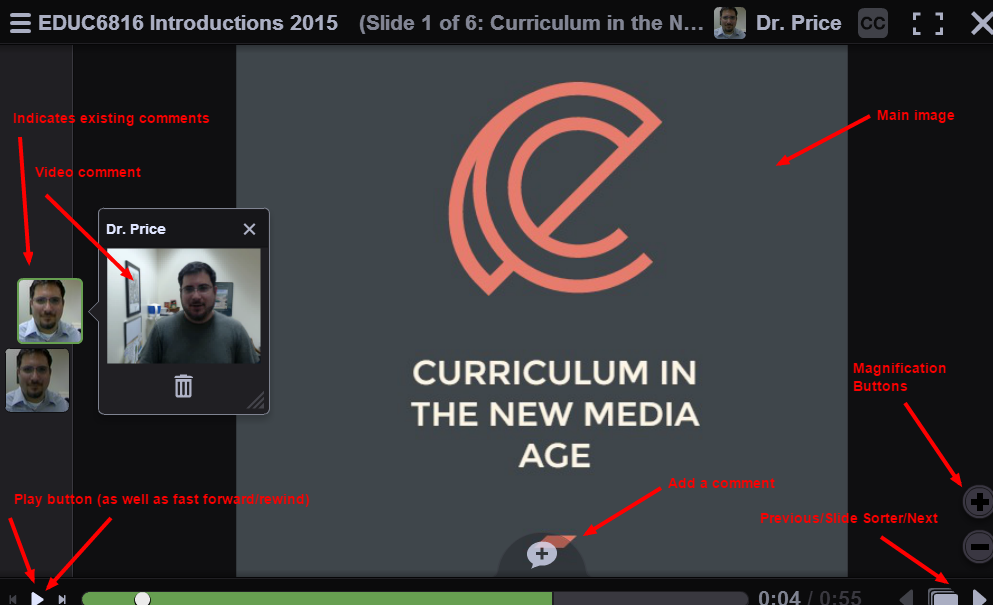 EDUC6816 Introductions 2015 (Slide 1 of 6: Curriculum in the N... Dr. Price CC
Indicates existing comments
Main image
Video comment
Dr. Price
CURRICULUM IN
THE NEW MEDIA
AGE
Magnification
Buttons
Add a comment
Play button (as well as fast forward/rewind)
Previous/Slide Sorter/Next
0:04 / 0:55